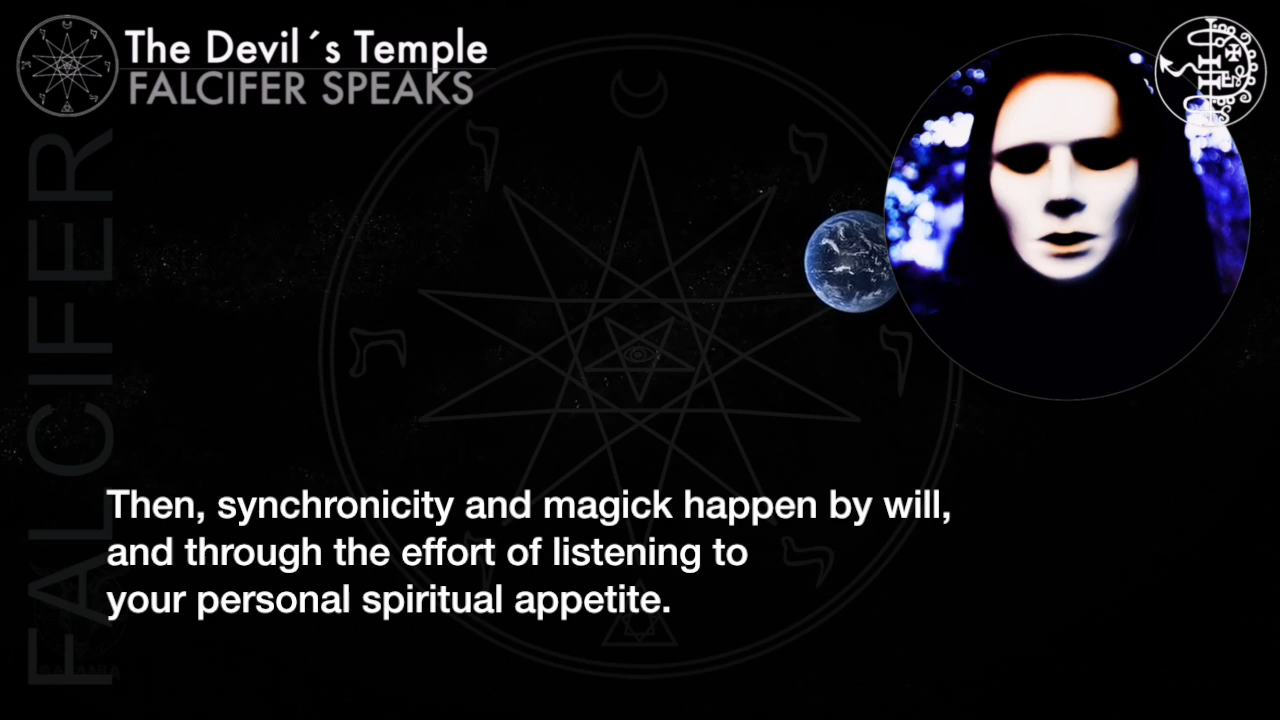 The Devil´s Temple
FALCIFER SPEAKS
FALCIFER
Then, synchronicity and magick happen by will,
and through the effort of listening to
your personal spiritual appetite.